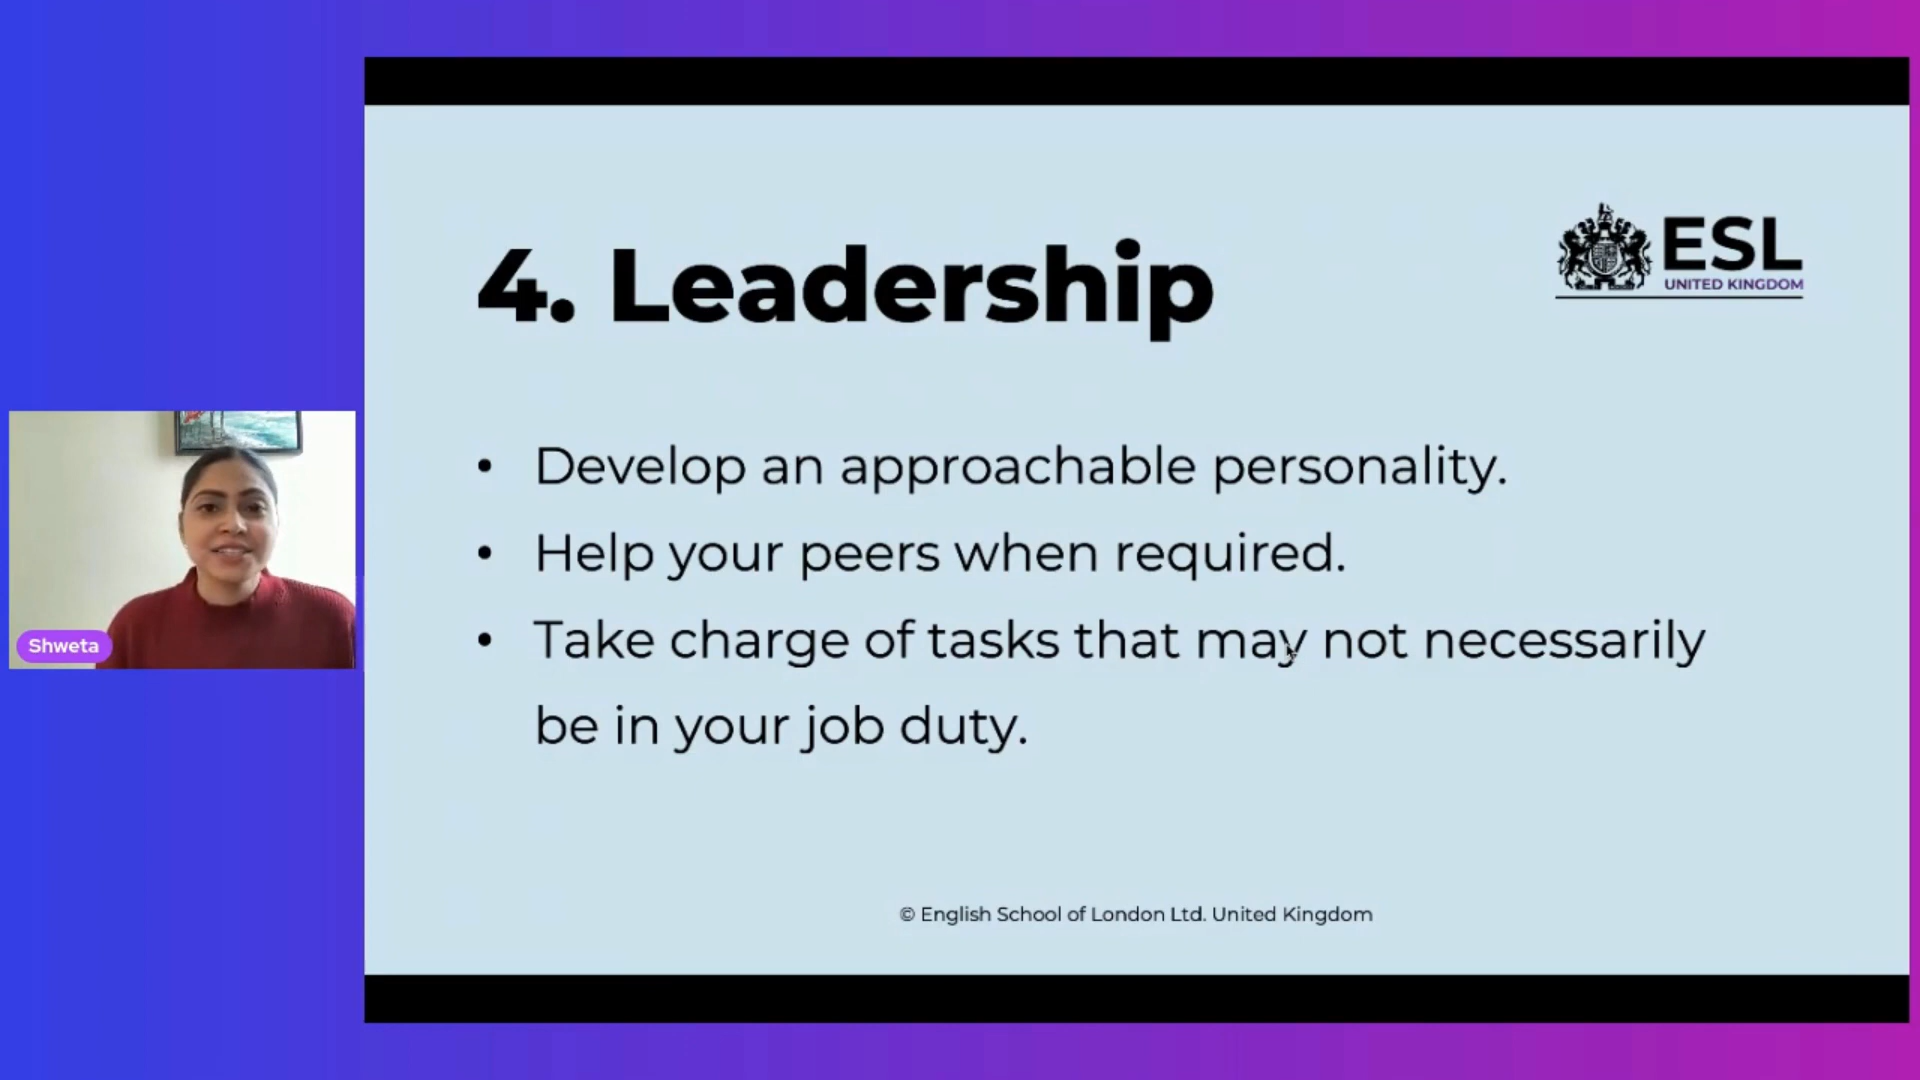 4. Leadership
ESL
UNITED KINGDOM
• Develop an approachable personality.
• Help your peers when required.
• Take charge of tasks that may not necessarily
be in your job duty.
Shweta
© English School of London Ltd. United Kingdom